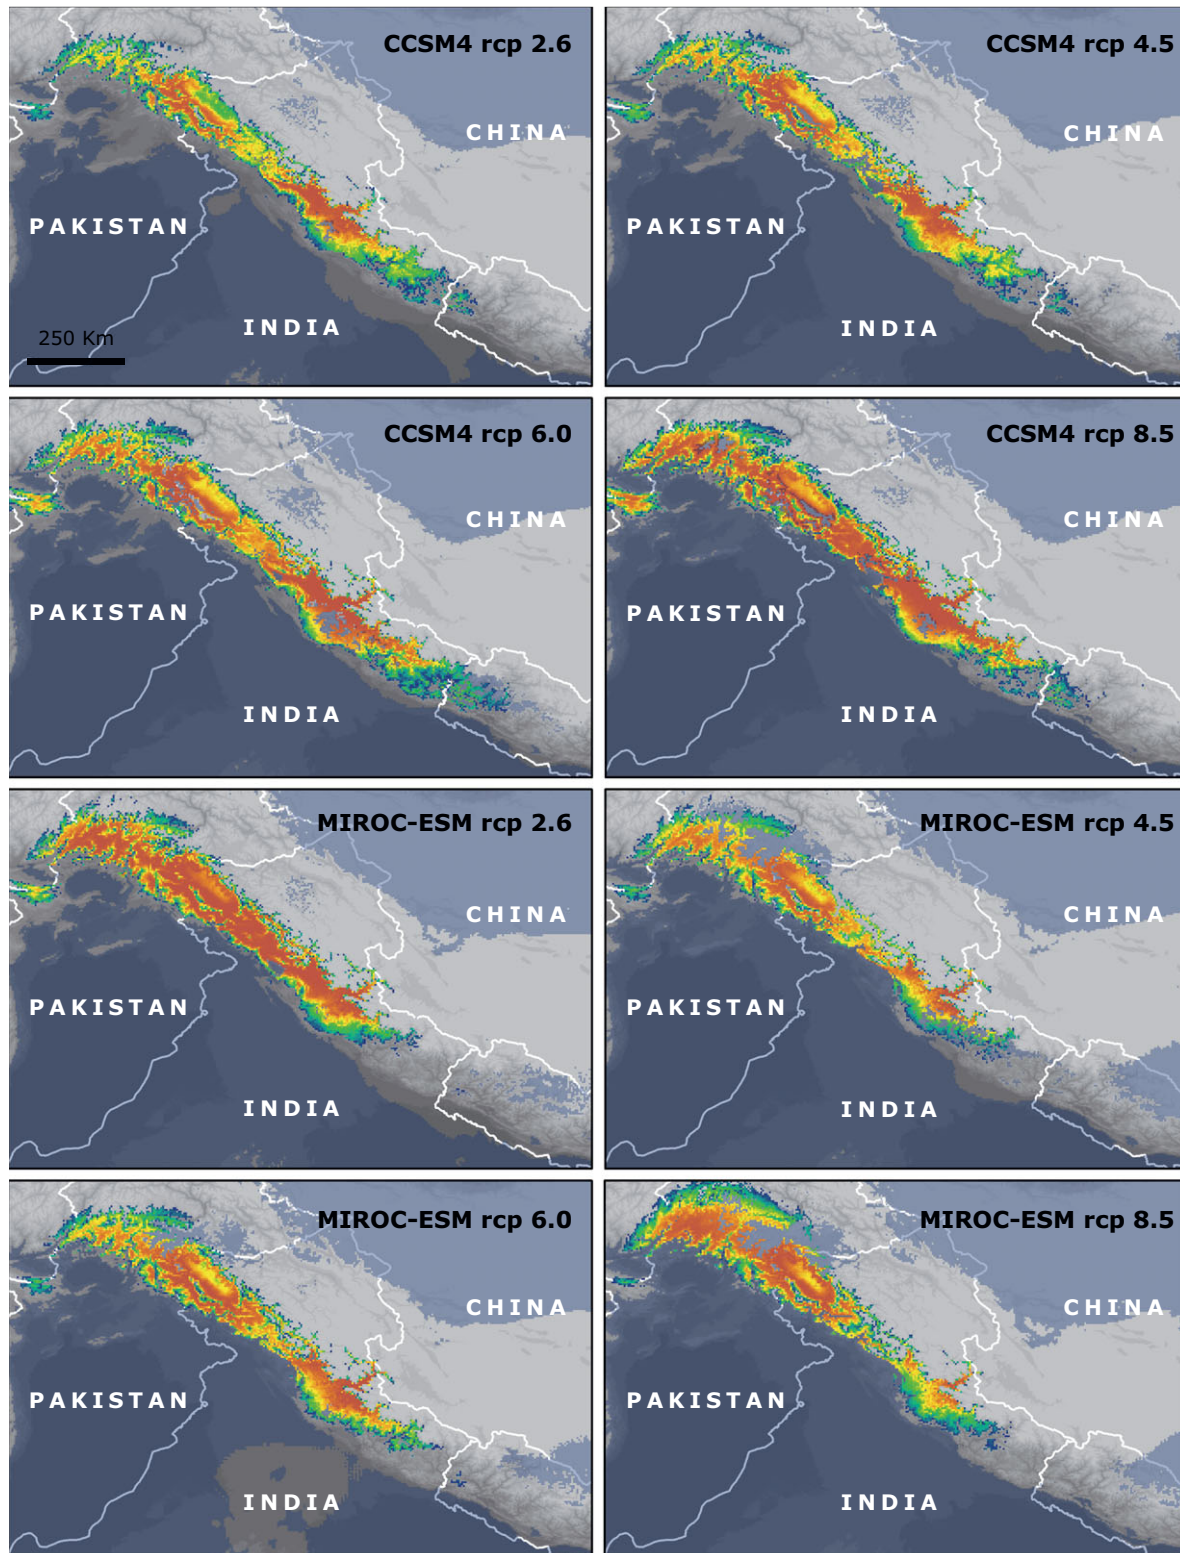 CCSM4 rcp 2.6
CHINA
PAKISTAN
INDIA
250 Km
CCSM4 rcp 4.5
CHINA
PAKISTAN
INDIA
CCSM4 rcp 6.0
CHINA
PAKISTAN
INDIA
CCSM4 rcp 8.5
CHINA
PAKISTAN
INDIA
MIROC-ESM rcp 2.6
CHINA
PAKISTAN
INDIA
MIROC-ESM rcp 4.5
CHINA
PAKISTAN
INDIA
MIROC-ESM rcp 6.0
CHINA
PAKISTAN
INDIA
MIROC-ESM rcp 8.5
CHINA
PAKISTAN
INDIA